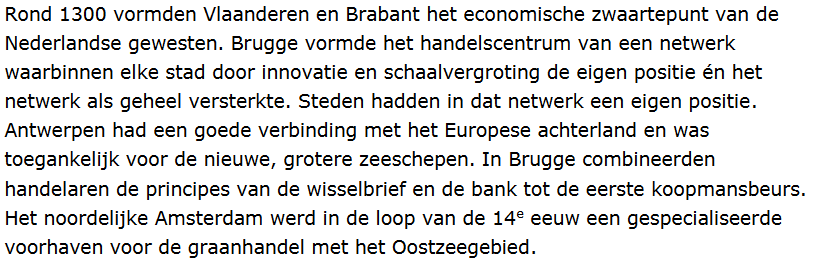 Rond 1300 vormden Vlaanderen en Brabant het economische zwaartepunt van de
Nederlandse gewesten. Brugge vormde het handelscentrum van een netwerk
waarbinnen elke stad door innovatie en schaalvergroting de eigen positie én het
netwerk als geheel versterkte. Steden hadden in dat netwerk een eigen positie.
Antwerpen had een goede verbinding met het Europese achterland en was
toegankelijk voor de nieuwe, grotere zeeschepen. In Brugge combineerden
handelaren de principes van de wisselbrief en de bank tot de eerste koopmansbeurs.
Het noordelijke Amsterdam werd in de loop van de 14ᵉ eeuw een gespecialiseerde
voorhaven voor de graanhandel met het Oostzeegebied.